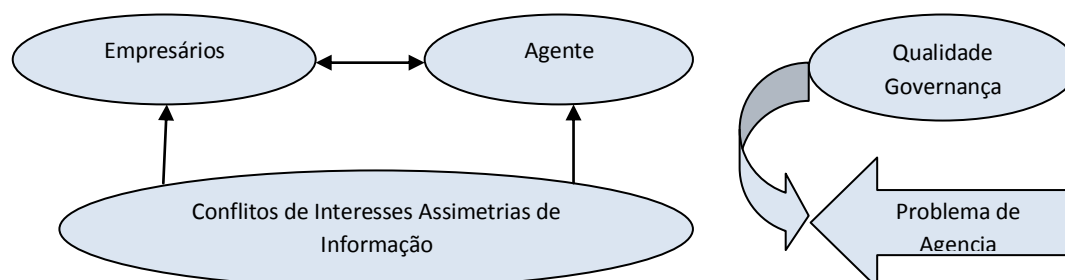 Empresários
Agente
Qualidade
Governança
Conflitos de Interesses Assimetrias de
Informação
Problema de
Agencia